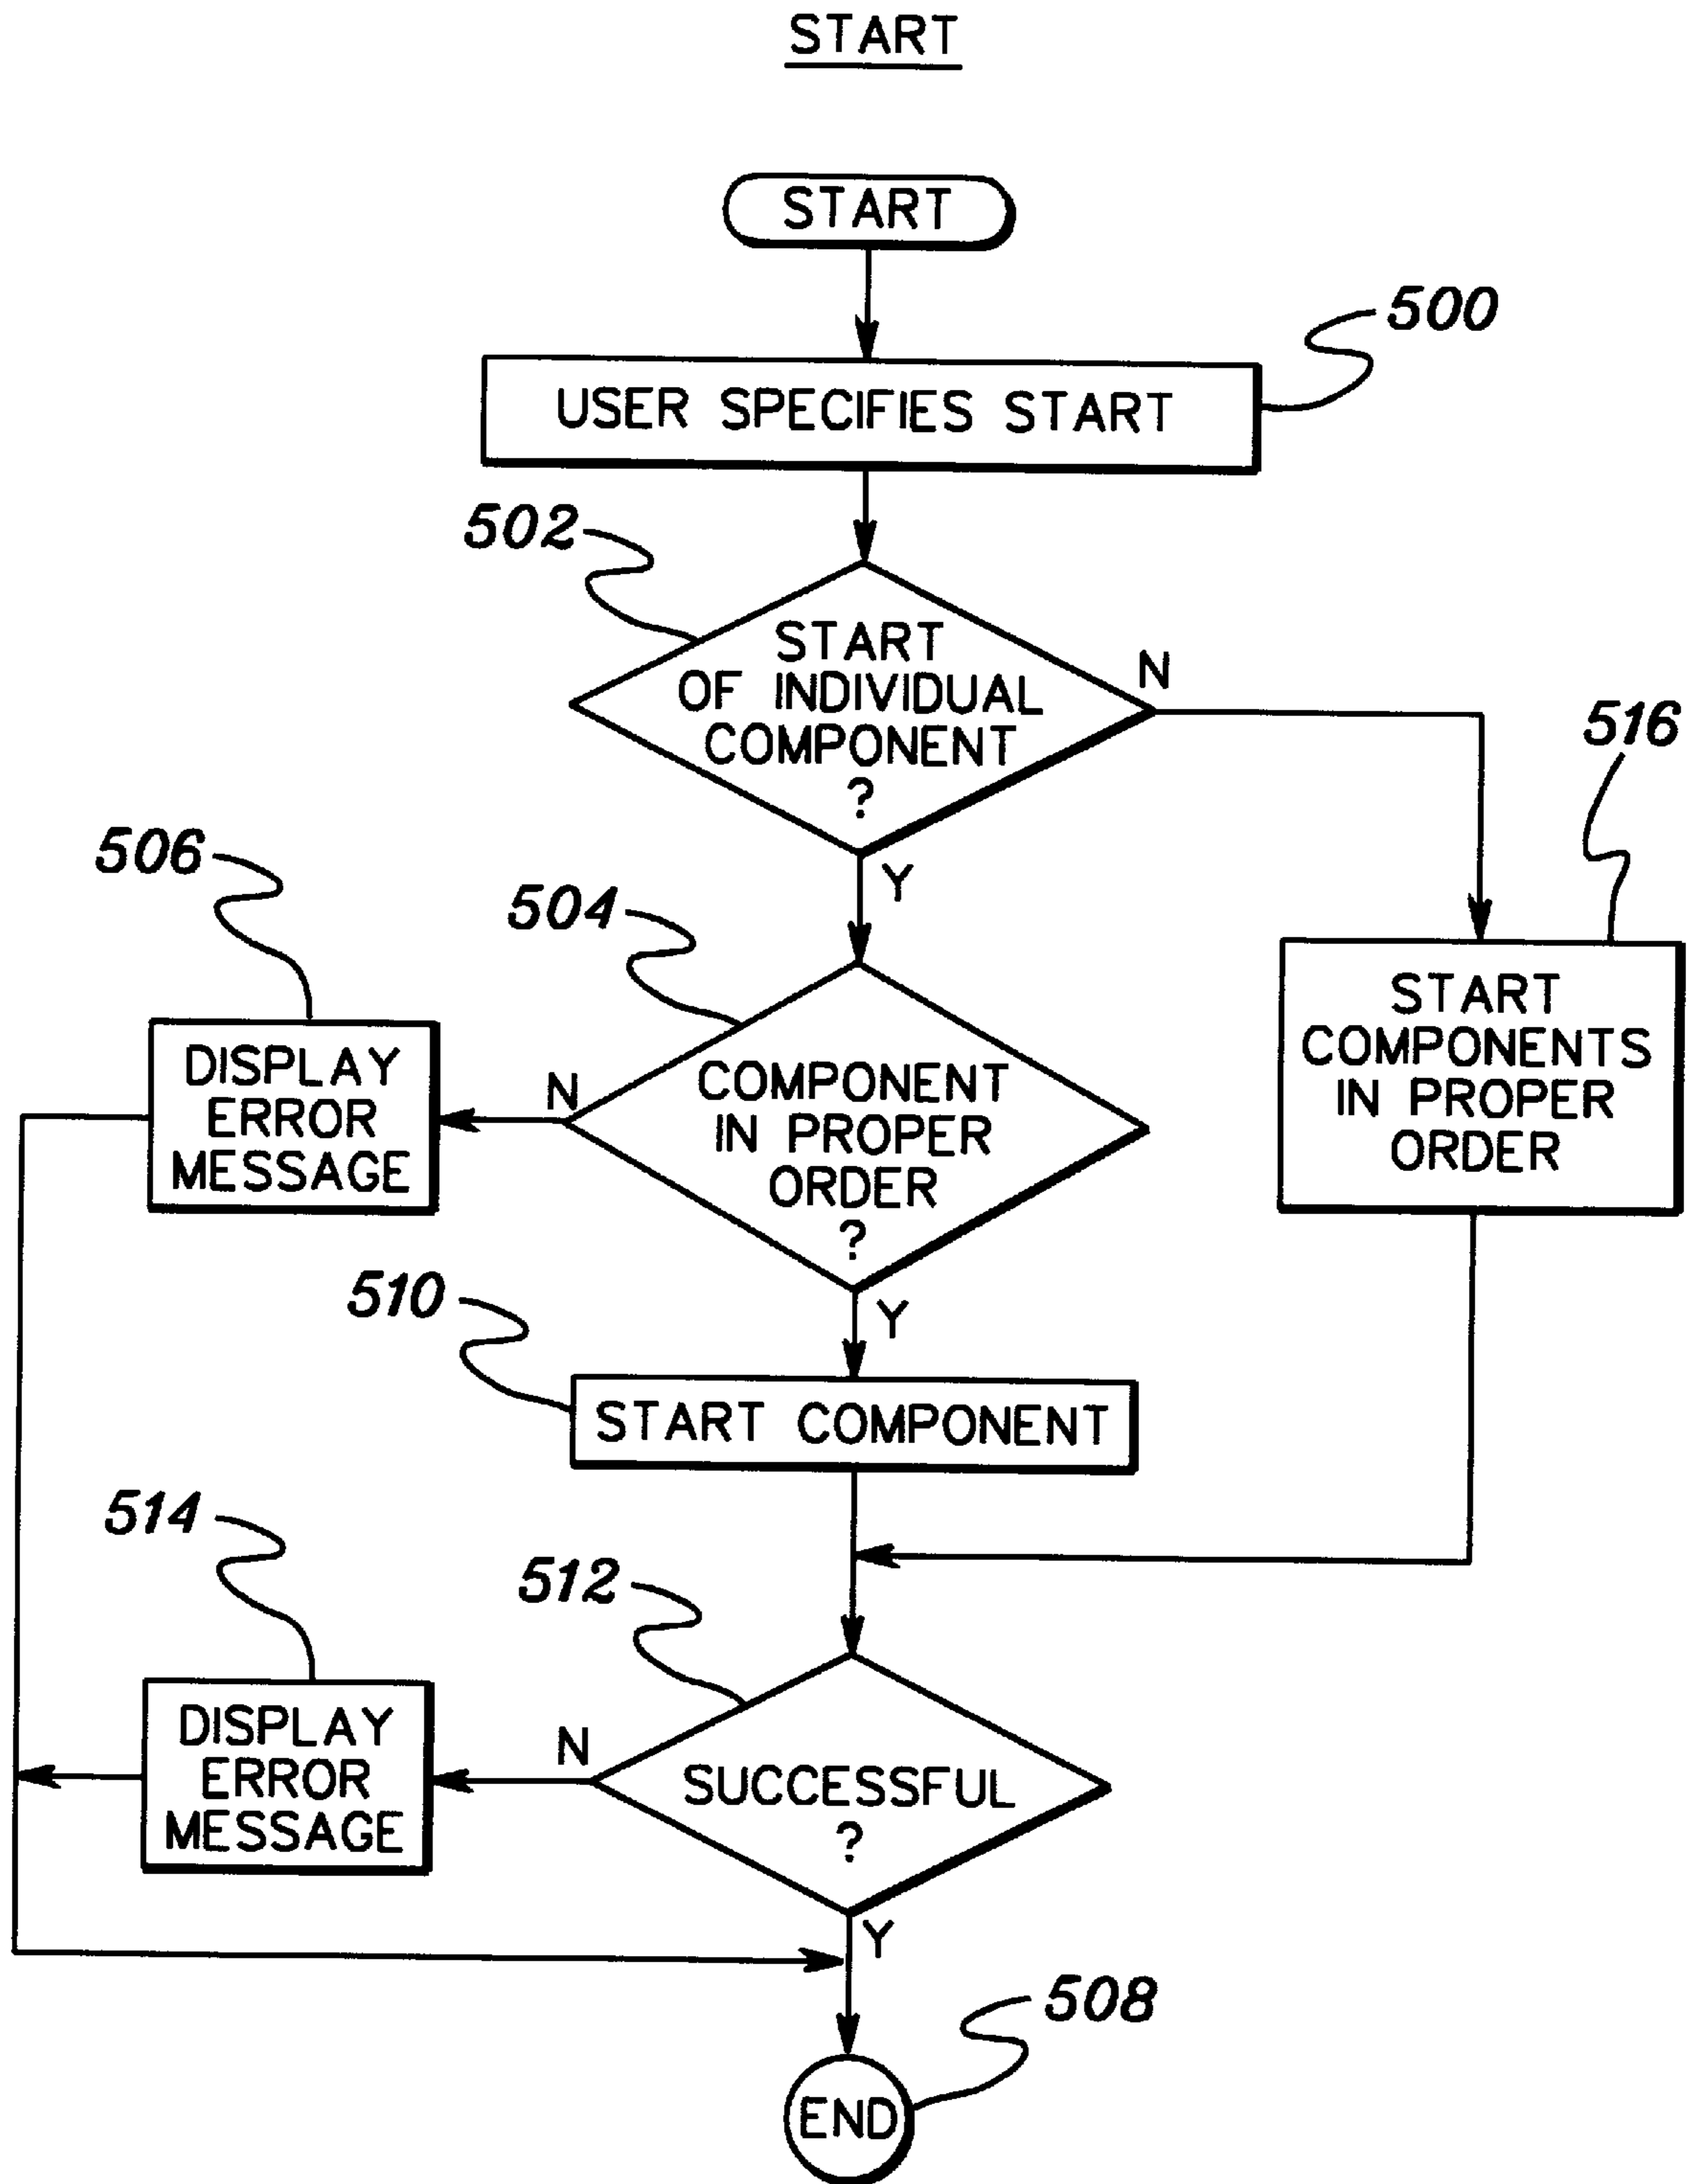 START
START
500
USER SPECIFIES START
502
START
OF INDIVIDUAL
COMPONENT
?
N
Y
516
START
COMPONENTS
IN PROPER
ORDER
506
DISPLAY
ERROR
MESSAGE
504
N
COMPONENT
IN PROPER
ORDER
?
Y
510
START COMPONENT
514
DISPLAY
ERROR
MESSAGE
512
N
SUCCESSFUL
?
Y
508
END